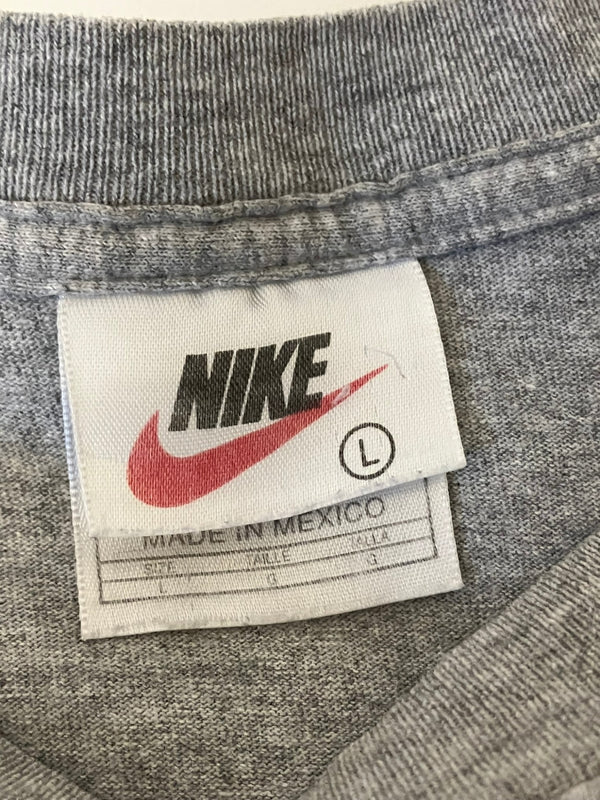 NIKE
L
MADE IN MEXICO
SIZE TAILLE TALLA
L G G